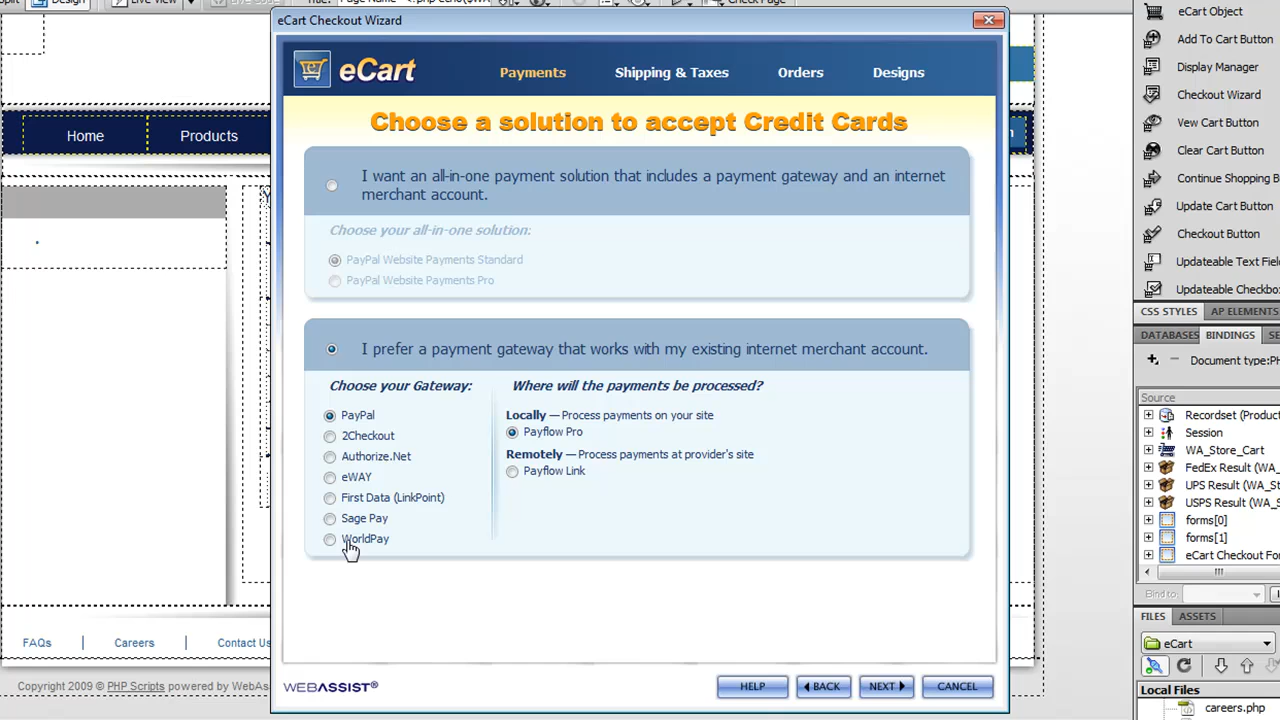 Split
Design
Live View
Title:
Check Page
eCart Checkout Wizard
eCart
Payments
Shipping & Taxes
Orders
Designs
Choose a solution to accept Credit Cards
I want an all-in-one payment solution that includes a payment gateway and an internet
merchant account.
Choose your all-in-one solution:
PayPal Website Payments Standard
PayPal Website Payments Pro
I prefer a payment gateway that works with my existing internet merchant account.
Choose your Gateway:
PayPal
2Checkout
Authorize.Net
eWAY
First Data (LinkPoint)
Sage Pay
WorldPay
Where will the payments be processed?
Locally — Process payments on your site
Payflow Pro
Remotely — Process payments at provider's site
Payflow Link
WEBASSIST®
HELP
BACK
NEXT
CANCEL
Home
Products
FAQs
Careers
Contact Us
Copyright 2009 © PHP Scripts powered by WebAs
eCart Object
Add To Cart Button
Display Manager
Checkout Wizard
Vew Cart Button
Clear Cart Button
Continue Shopping B
Update Cart Button
Checkout Button
Updateable Text Fiel
Updateable Checkbo
CSS STYLES
AP ELEMENTS
DATABASES
BINDINGS
SE
Document type:PH
Source
Recordset (Produc
Session
WA_Store_Cart
FedEx Result (WA_
UPS Result (WA_S
USPS Result (WA_
forms[0]
forms[1]
eCart Checkout Fo
Bind to:
FILES
ASSETS
eCart
Local Files
careers.php